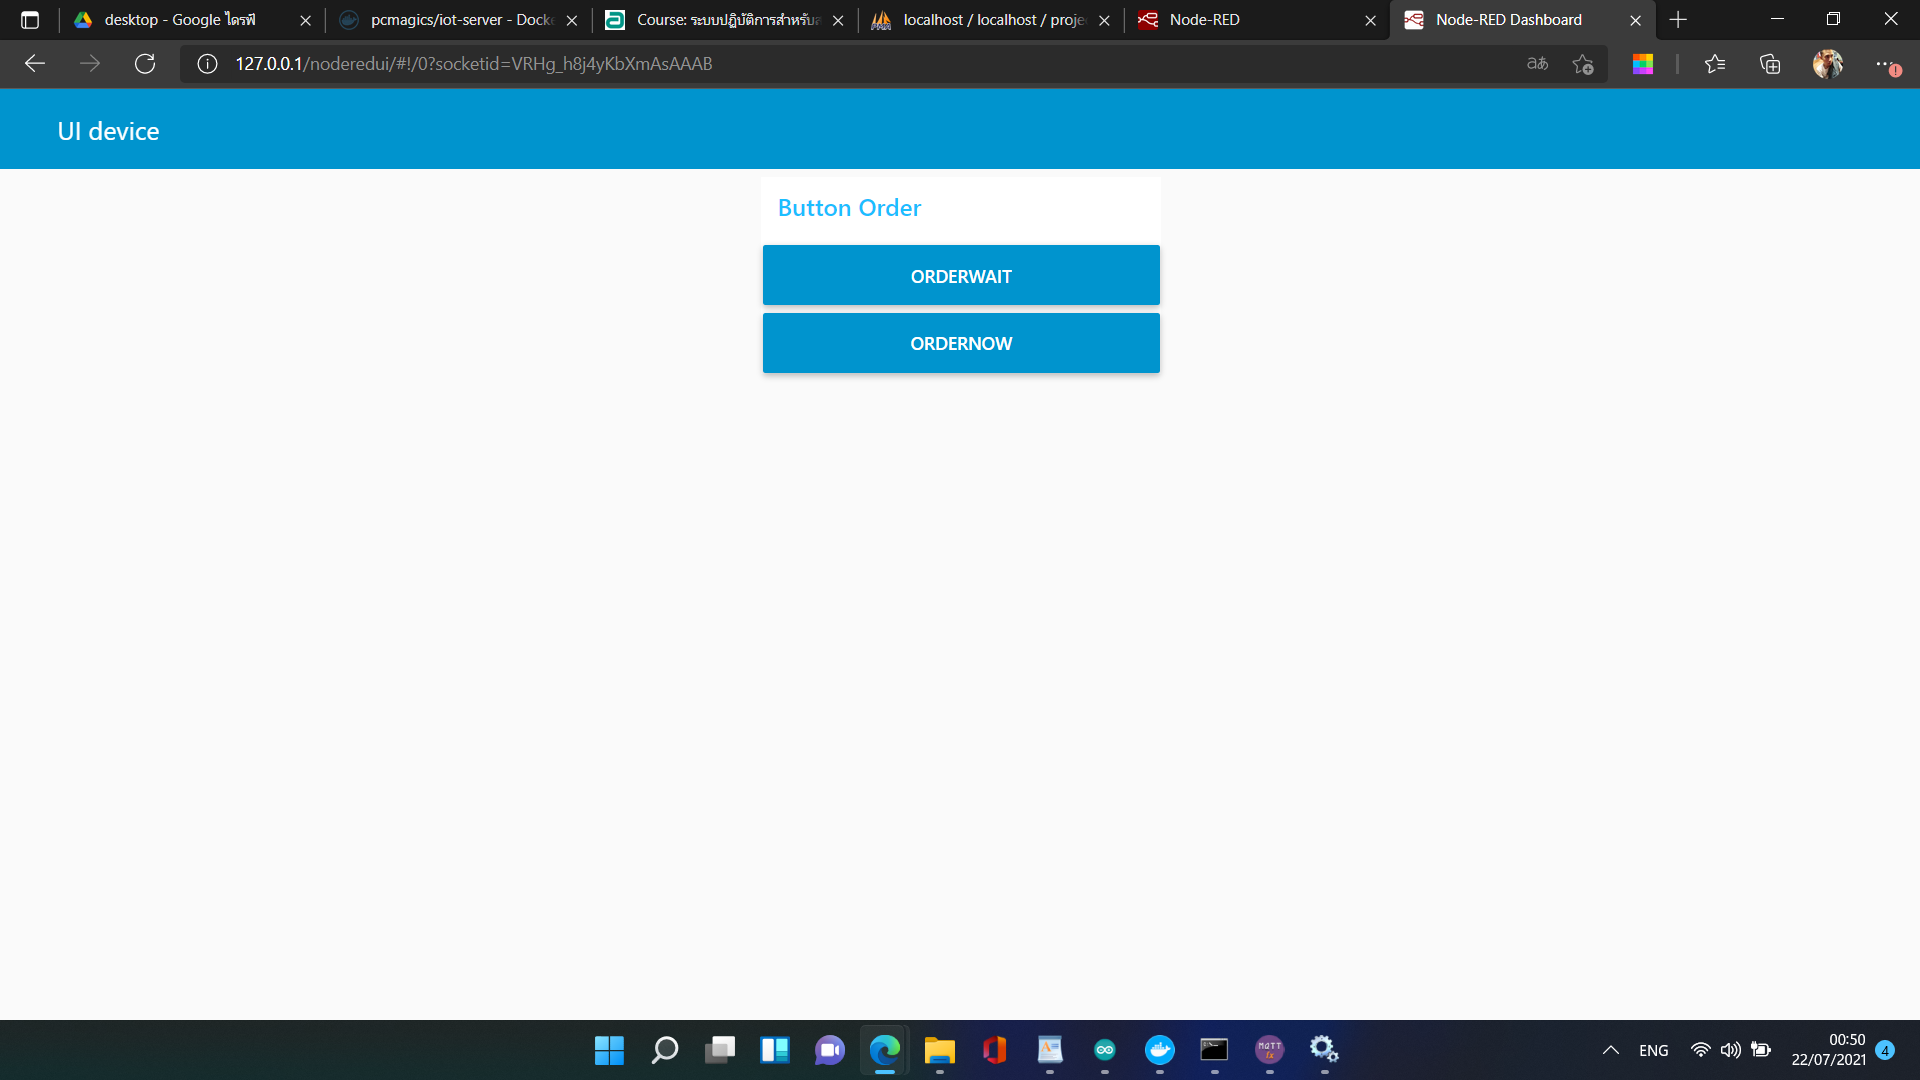 desktop - Google ไดรฟ์
pcmagics/iot-server - Docke
Course: ระบบปฏิบัติการสำหรับส
localhost / localhost / proje
Node-RED
Node-RED Dashboard
127.0.0.1/noderedui/#!/0?socketid=VRHg_h8j4yKbXmAsAAAB
UI device
Button Order
ORDERWAIT
ORDERNOW
ENG
00:50
22/07/2021
4